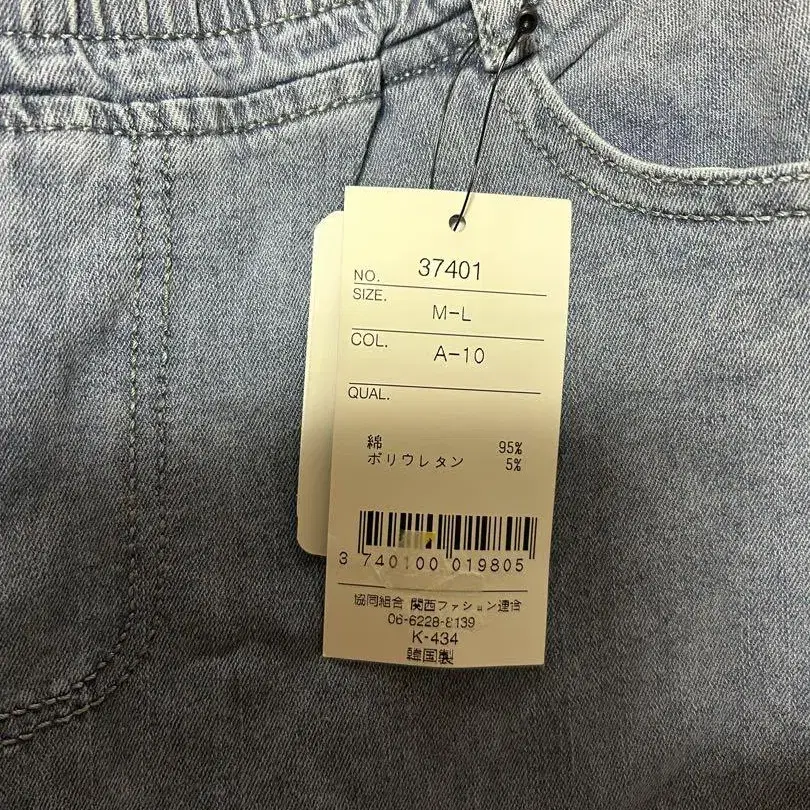 NO. 37401
SIZE.
M-L
COL. A-10
QUAL.
綿 95%
ポリウレタン 5%
3 740100 019805
協同組合 関西ファション連合
06-6228-8139
K-434
韓国製